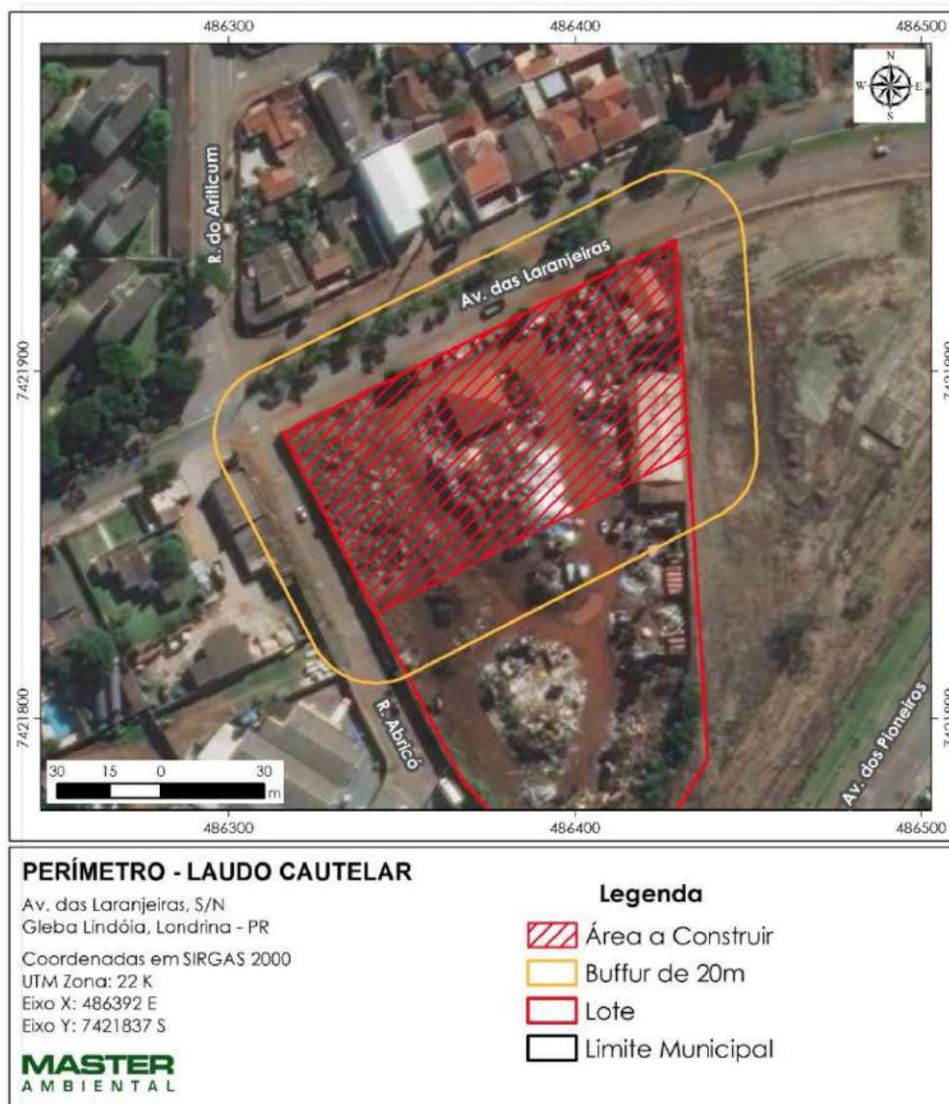 486300
486400
486500
N
W
E
S
R. do Ariticum
Av. das Laranjeiras
7421900
7421900
7421800
7421800
R. Abricó
Av. dos Pioneiros
30 15 0 30
m
486300
486400
486500
PERÍMETRO - LAUDO CAUTELAR
Av. das Laranjeiras, S/N
Gleba Lindóia, Londrina - PR
Coordenadas em SIRGAS 2000
UTM Zona: 22 K
Eixo X: 486392 E
Eixo Y: 7421837 S
MASTER
AMBIENTAL
Legenda
Área a Construir
Buffur de 20m
Lote
Limite Municipal